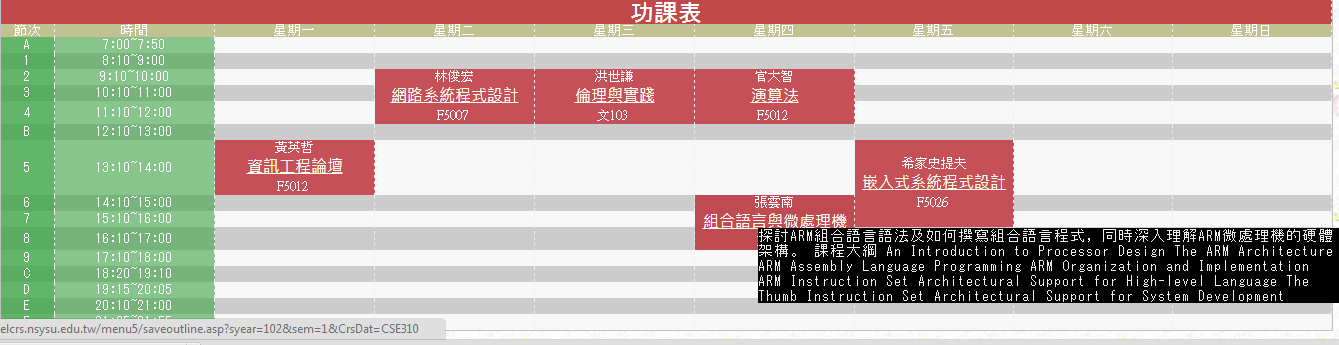 功課表
節次 時間 星期一 星期二 星期三 星期四 星期五 星期六 星期日
A 7:00~7:50
1 8:10~9:00
2 9:10~10:00 林俊宏 洪世謙 官大智
3 10:10~11:00 網路系統程式設計 倫理與實踐 演算法
4 11:10~12:00 F5007 文103 F5012
B 12:10~13:00
黃英哲
5 13:10~14:00 資訊工程論壇 希家史提夫
F5012 嵌入式系統程式設計
6 14:10~15:00 張雲南 F5026
7 15:10~16:00 組合語言與微處理機
8 16:10~17:00
探討ARM組合語言語法及如何撰寫組合語言程式，同時深入理解ARM微處理機的硬體
架構。 課程大綱 An Introduction to Processor Design The ARM Architecture
ARM Assembly Language Programming ARM Organization and Implementation
ARM Instruction Set Architectural Support for High-level Language The
Thumb Instruction Set Architectural Support for System Development
9 17:10~18:00
C 18:20~19:10
D 19:15~20:05
E 20:10~21:00
elcrs.nsysu.edu.tw/menu5/saveoutline.asp?syear=102&sem=1&CrsDat=CSE310